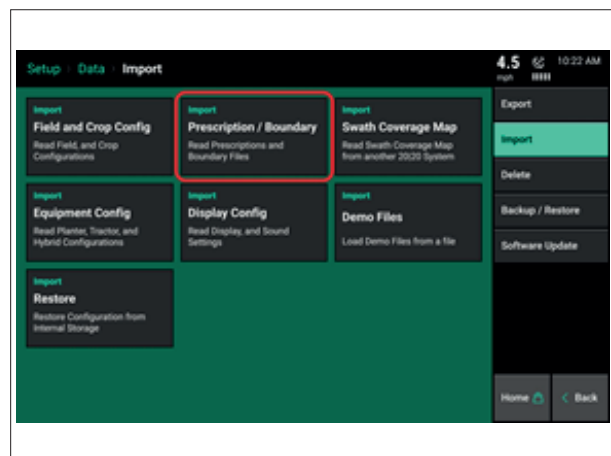 Setup Data Import
4.5 10:22 AM
mph
Import
Field and Crop Config
Read Field, and Crop
Configurations
Import
Prescription / Boundary
Read Prescriptions and
Boundary Files
Import
Swath Coverage Map
Read Swath Coverage Map
from another 20|20 System
Import
Equipment Config
Read Planter, Tractor, and
Hybrid Configurations
Import
Display Config
Read Display, and Sound
Settings
Import
Demo Files
Load Demo Files from a file
Import
Restore
Restore Configuration from
Internal Storage
Export
Import
Delete
Backup / Restore
Software Update
Home < Back